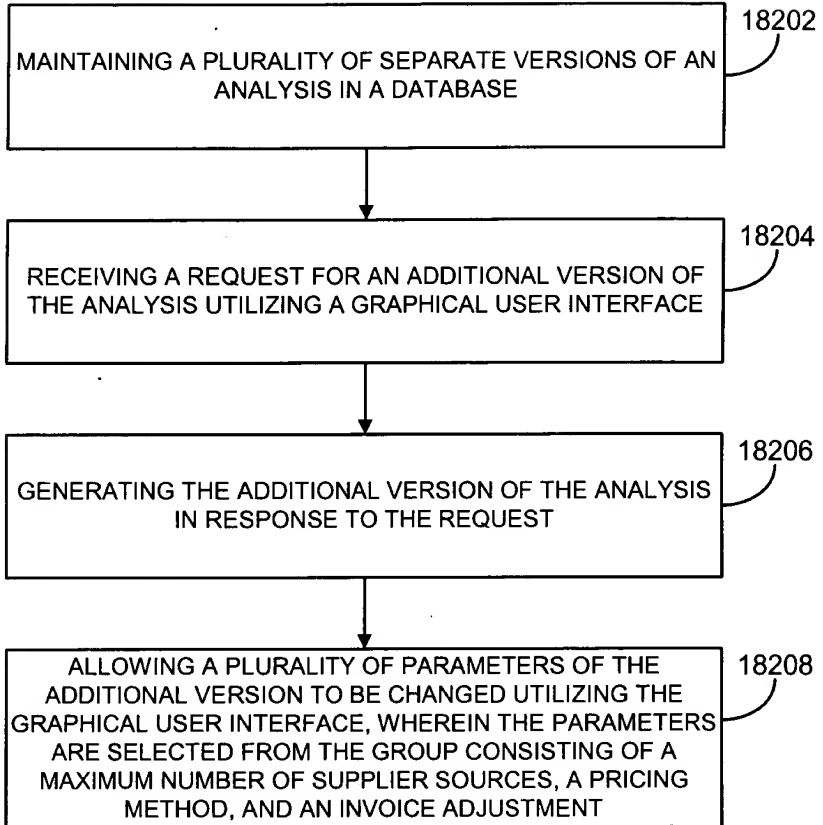 18202
MAINTAINING A PLURALITY OF SEPARATE VERSIONS OF AN
ANALYSIS IN A DATABASE
18204
RECEIVING A REQUEST FOR AN ADDITIONAL VERSION OF
THE ANALYSIS UTILIZING A GRAPHICAL USER INTERFACE
18206
GENERATING THE ADDITIONAL VERSION OF THE ANALYSIS
IN RESPONSE TO THE REQUEST
18208
ALLOWING A PLURALITY OF PARAMETERS OF THE
ADDITIONAL VERSION TO BE CHANGED UTILIZING THE
GRAPHICAL USER INTERFACE, WHEREIN THE PARAMETERS
ARE SELECTED FROM THE GROUP CONSISTING OF A
MAXIMUM NUMBER OF SUPPLIER SOURCES, A PRICING
METHOD, AND AN INVOICE ADJUSTMENT